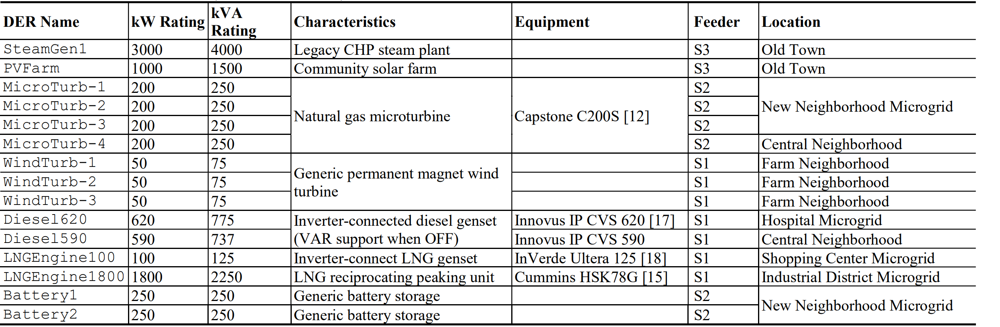 DER Name kW Rating kVA Rating Characteristics Equipment Feeder Location
SteamGen1 3000 4000 Legacy CHP steam plant S3 Old Town
PVFarm 1000 1500 Community solar farm S3 Old Town
MicroTurb-1 200 250 Natural gas microturbine Capstone C200S [12] S2 New Neighborhood Microgrid
MicroTurb-2 200 250 S2
MicroTurb-3 200 250 S2
MicroTurb-4 200 250 S2 Central Neighborhood
WindTurb-1 50 75 Generic permanent magnet wind turbine S1 Farm Neighborhood
WindTurb-2 50 75 S1 Farm Neighborhood
WindTurb-3 50 75 S1 Farm Neighborhood
Diesel620 620 775 Inverter-connected diesel genset (VAR support when OFF) Innovus IP CVS 620 [17] S1 Hospital Microgrid
Diesel590 590 737 Innovus IP CVS 590 S1 Central Neighborhood
LNGEngine100 100 125 Inverter-connect LNG genset InVerde Ultera 125 [18] S1 Shopping Center Microgrid
LNGEngine1800 1800 2250 LNG reciprocating peaking unit Cummins HSK78G [15] S1 Industrial District Microgrid
Battery1 250 250 Generic battery storage S2 New Neighborhood Microgrid
Battery2 250 250 Generic battery storage S2